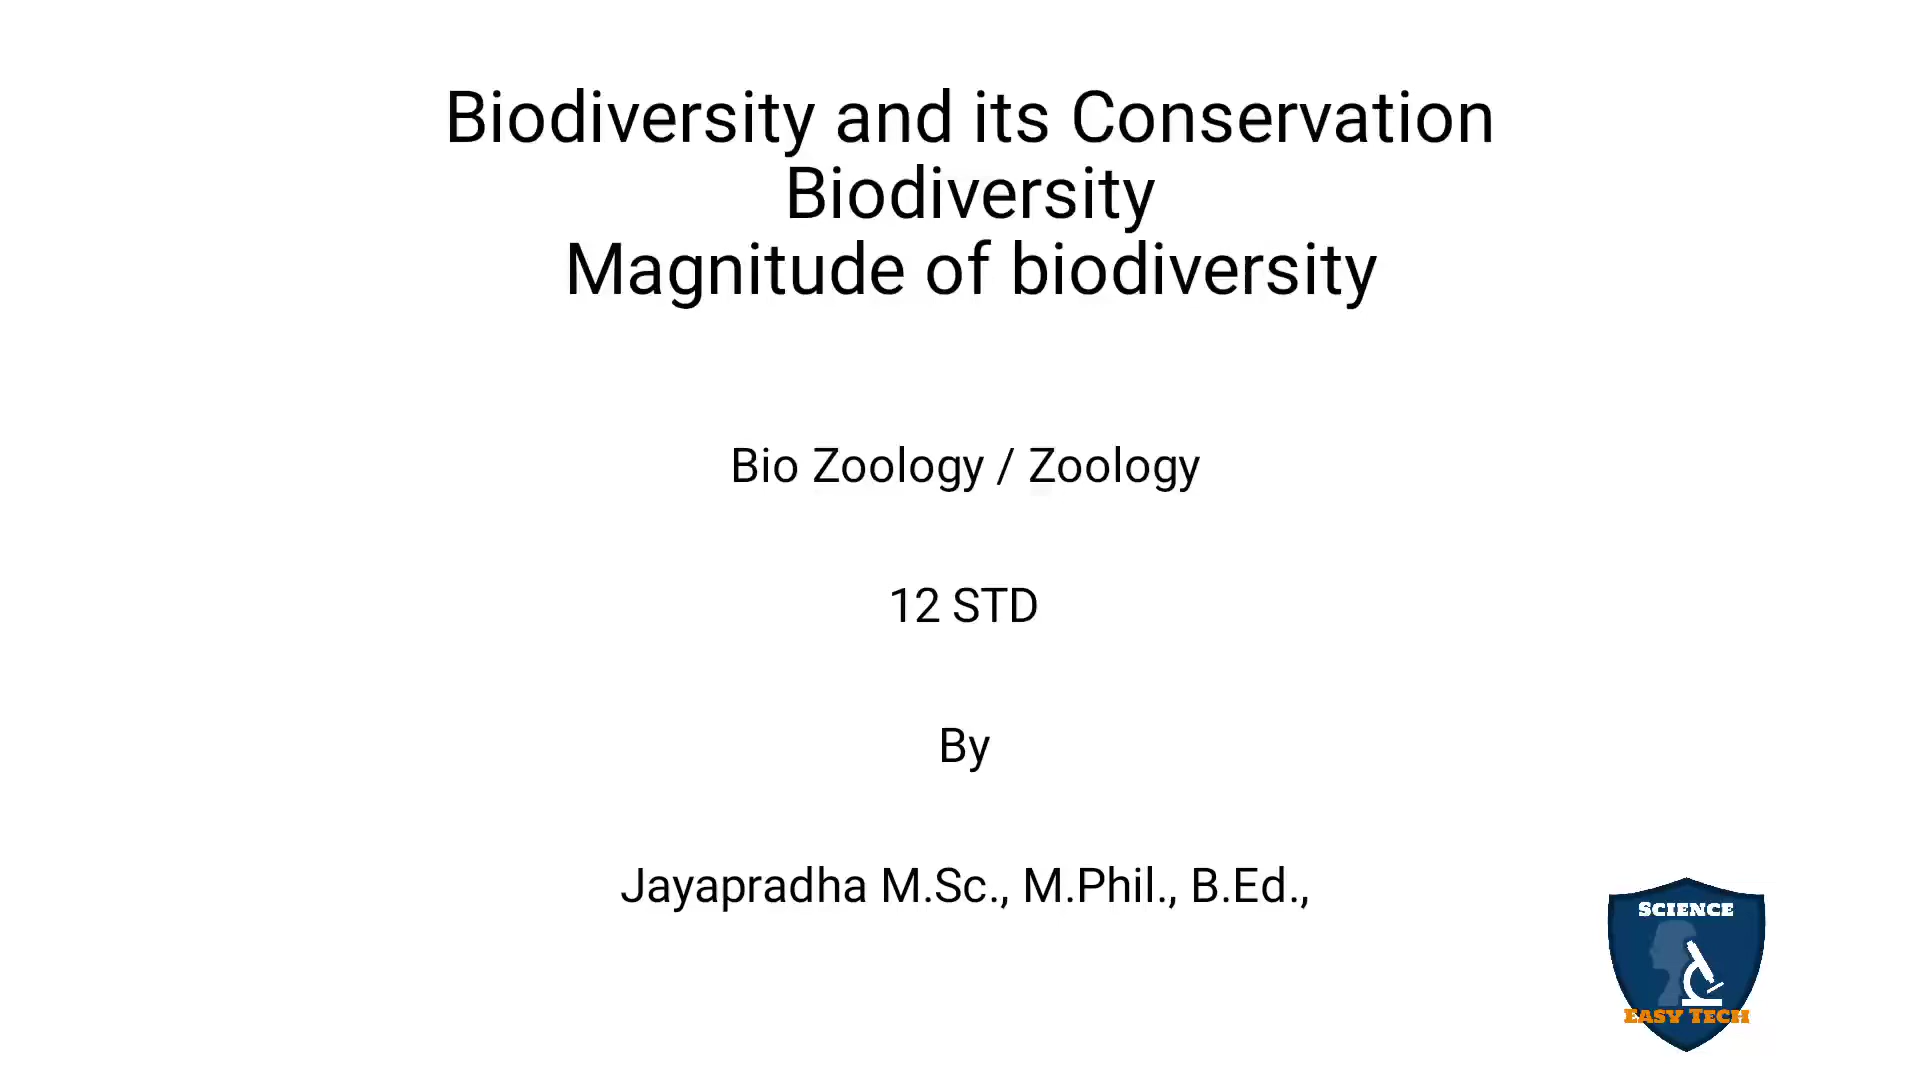 Biodiversity and its Conservation
Biodiversity
Magnitude of biodiversity
Bio Zoology / Zoology
12 STD
By
Jayapradha M.Sc., M.Phil., B.Ed.,
SCIENCE
EASY TECH